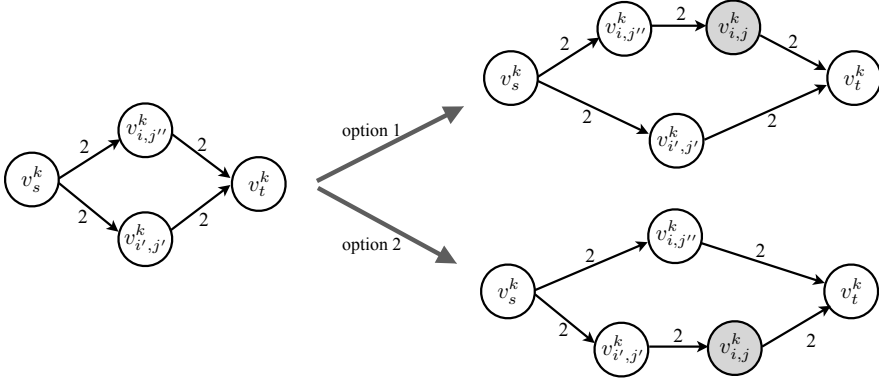 2 v_{i,j''}^k 2 v_{i,j}^k 2
v_s^k v_t^k
2 v_{i',j'}^k 2
option 1
2 v_{i,j''}^k 2
v_s^k v_t^k
2 v_{i',j'}^k 2
option 2
2 v_{i,j''}^k 2
v_s^k v_t^k
2 v_{i',j'}^k 2 v_{i,j}^k 2